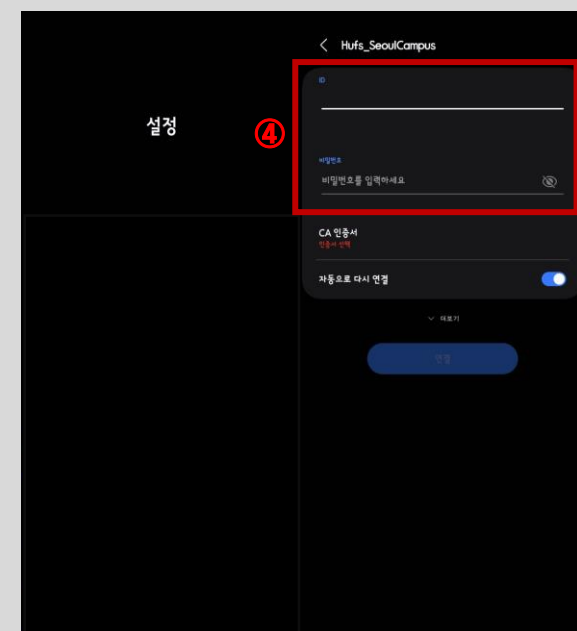 Hufs_SeoulCampus
설정
④
ID
비밀번호
비밀번호를 입력하세요
CA 인증서
인증서 선택
자동으로 다시 연결
더보기
연결